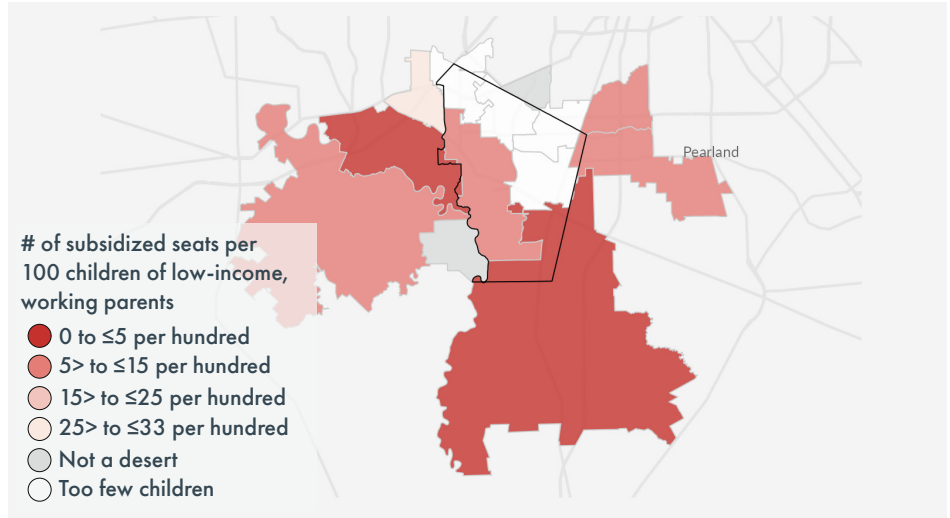 Pearland
# of subsidized seats per
100 children of low-income,
working parents
0 to ≤5 per hundred
5> to ≤15 per hundred
15> to ≤25 per hundred
25> to ≤33 per hundred
Not a desert
Too few children